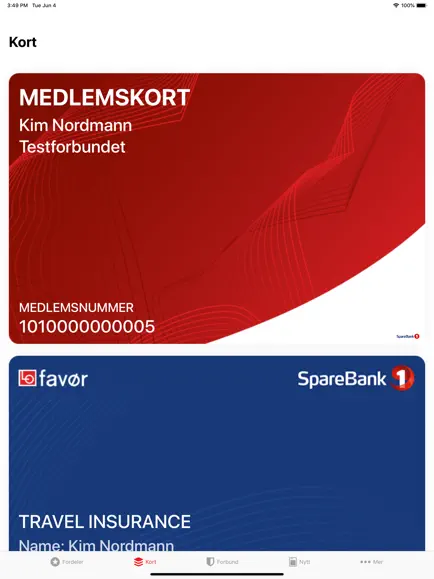 3:49 PM Tue Jun 4 100%
Kort
MEDLEMSKORT
Kim Nordmann
Testforbundet
MEDLEMSNUMMER
1010000000005
SpareBank 1
LO favør SpareBank 1
TRAVEL INSURANCE
Name: Kim Nordmann
Fordeler Kort Forbund Nytt Mer